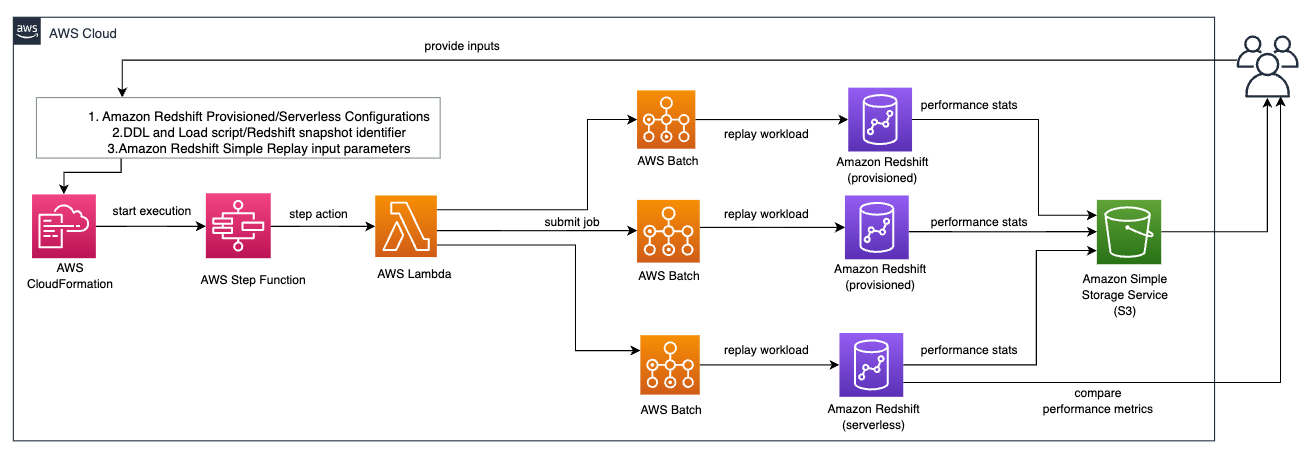 aws
AWS Cloud
provide inputs
1. Amazon Redshift Provisioned/Serverless Configurations
2.DDL and Load script/Redshift snapshot identifier
3.Amazon Redshift Simple Replay input parameters
start execution
step action
submit job
AWS
CloudFormation
AWS Step Function
AWS Lambda
AWS Batch
replay workload
Amazon Redshift
(provisioned)
performance stats
AWS Batch
replay workload
Amazon Redshift
(provisioned)
performance stats
AWS Batch
replay workload
Amazon Redshift
(serverless)
performance stats
Amazon Simple
Storage Service
(S3)
compare
performance metrics